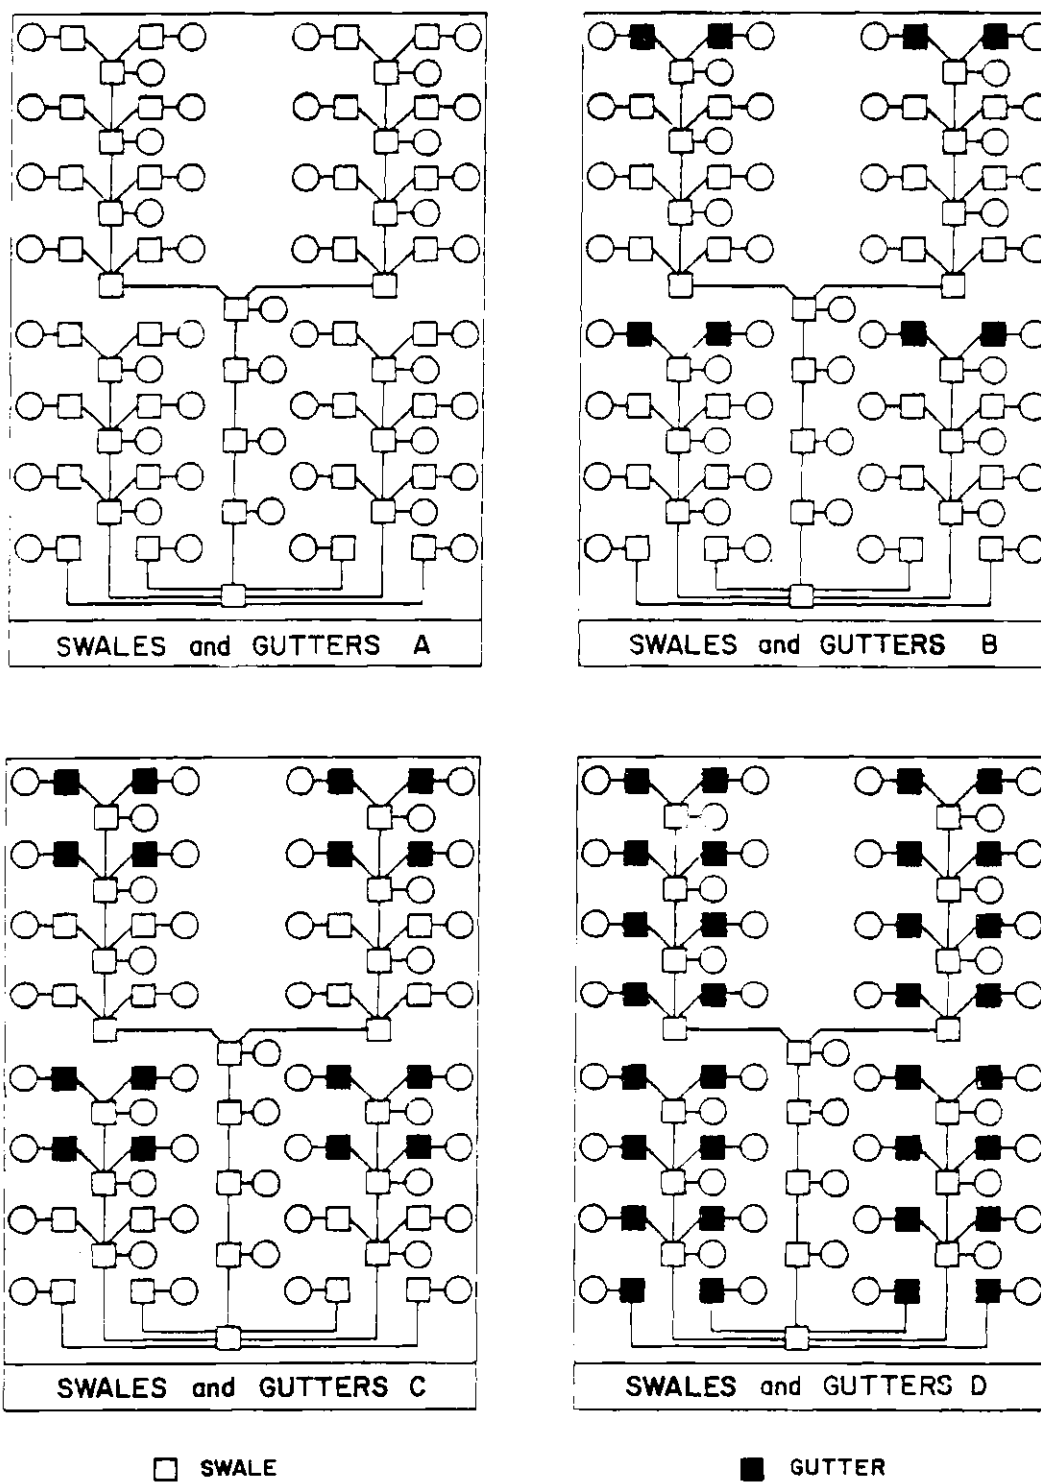 SWALES and GUTTERS A
SWALES and GUTTERS B
SWALES and GUTTERS C
SWALES and GUTTERS D
SWALE
GUTTER